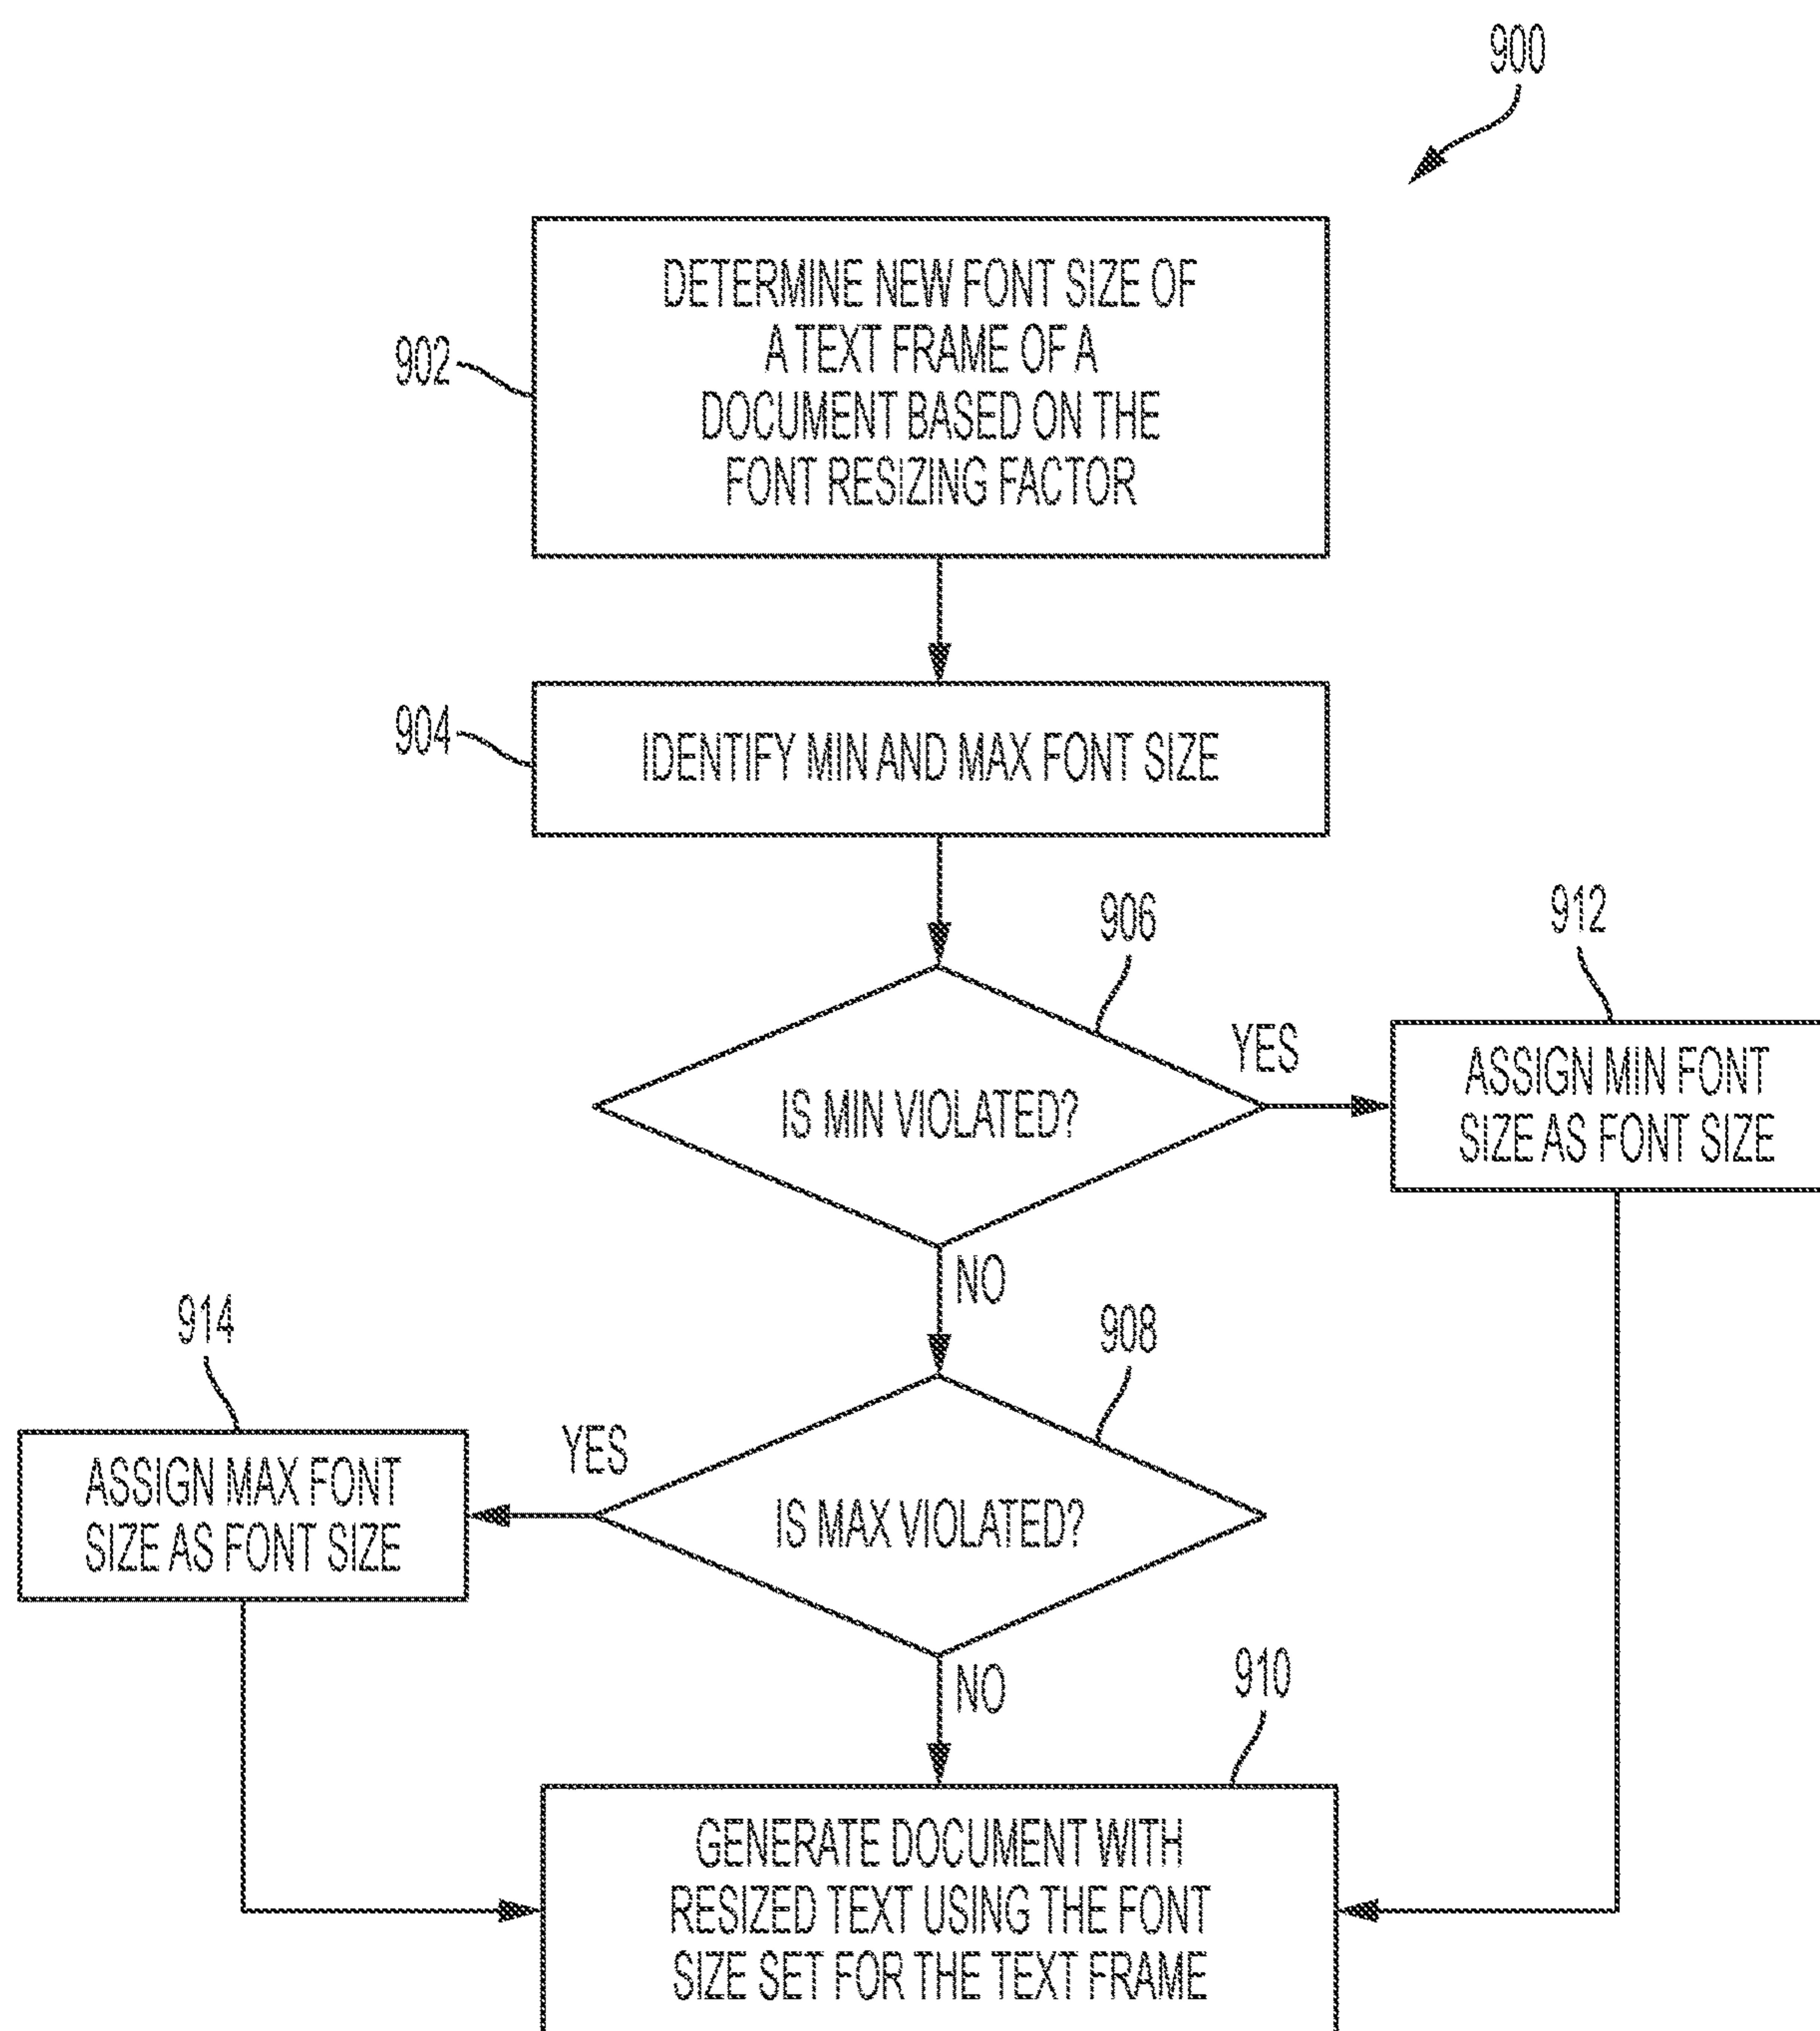 900
902
DETERMINE NEW FONT SIZE OF
A TEXT FRAME OF A
DOCUMENT BASED ON THE
FONT RESIZING FACTOR
904
IDENTIFY MIN AND MAX FONT SIZE
906
IS MIN VIOLATED?
YES
912
ASSIGN MIN FONT
SIZE AS FONT SIZE
NO
908
IS MAX VIOLATED?
YES
914
ASSIGN MAX FONT
SIZE AS FONT SIZE
NO
910
GENERATE DOCUMENT WITH
RESIZED TEXT USING THE FONT
SIZE SET FOR THE TEXT FRAME